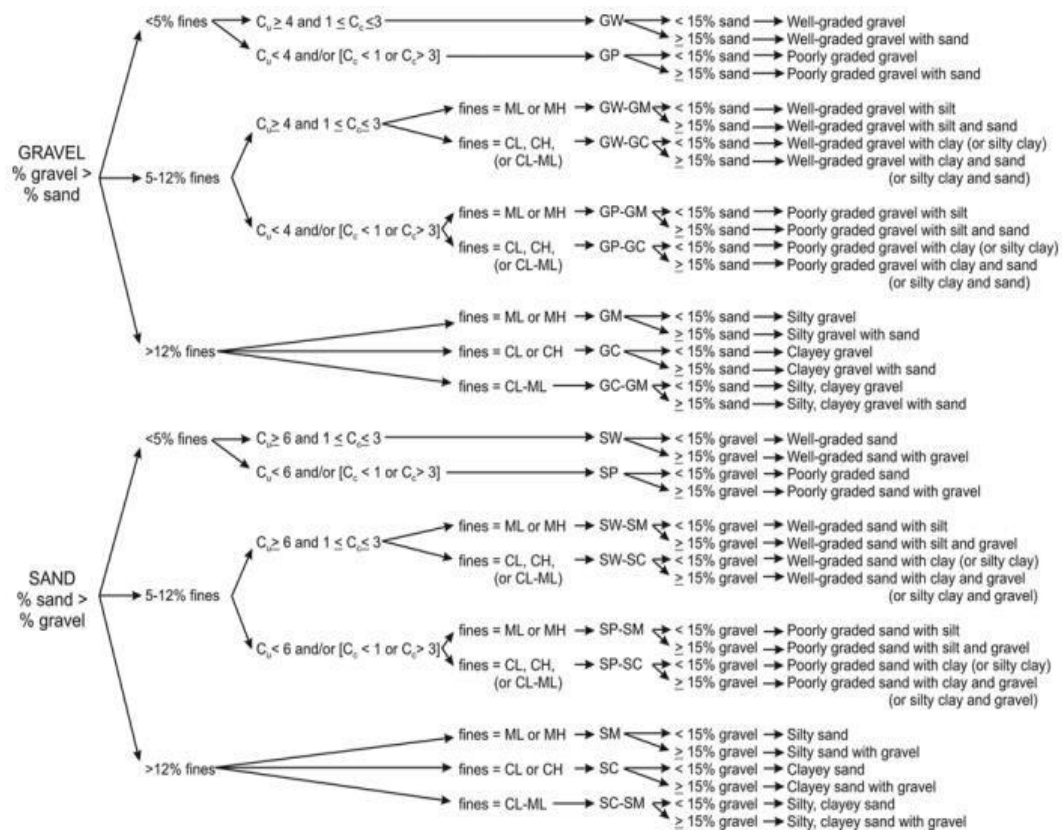 <5% fines
C_u ≥ 4 and 1 ≤ C_c ≤3
GW
< 15% sand
Well-graded gravel
≥ 15% sand
Well-graded gravel with sand
C_u < 4 and/or [C_c < 1 or C_c > 3]
GP
< 15% sand
Poorly graded gravel
≥ 15% sand
Poorly graded gravel with sand
GRAVEL
% gravel >
% sand
5-12% fines
C_u ≥ 4 and 1 ≤ C_c ≤ 3
fines = ML or MH
GW-GM
< 15% sand
Well-graded gravel with silt
≥ 15% sand
Well-graded gravel with silt and sand
fines = CL, CH,
(or CL-ML)
GW-GC
< 15% sand
Well-graded gravel with clay (or silty clay)
≥ 15% sand
Well-graded gravel with clay and sand
(or silty clay and sand)
C_u < 4 and/or [C_c < 1 or C_c > 3]
fines = ML or MH
GP-GM
< 15% sand
Poorly graded gravel with silt
≥ 15% sand
Poorly graded gravel with silt and sand
fines = CL, CH,
(or CL-ML)
GP-GC
< 15% sand
Poorly graded gravel with clay (or silty clay)
≥ 15% sand
Poorly graded gravel with clay and sand
(or silty clay and sand)
>12% fines
fines = ML or MH
GM
< 15% sand
Silty gravel
≥ 15% sand
Silty gravel with sand
fines = CL or CH
GC
< 15% sand
Clayey gravel
≥ 15% sand
Clayey gravel with sand
fines = CL-ML
GC-GM
< 15% sand
Silty, clayey gravel
≥ 15% sand
Silty, clayey gravel with sand
<5% fines
C_u ≥ 6 and 1 ≤ C_c ≤ 3
SW
< 15% gravel
Well-graded sand
≥ 15% gravel
Well-graded sand with gravel
C_u < 6 and/or [C_c < 1 or C_c > 3]
SP
< 15% gravel
Poorly graded sand
≥ 15% gravel
Poorly graded sand with gravel
SAND
% sand >
% gravel
5-12% fines
C_u ≥ 6 and 1 ≤ C_c ≤ 3
fines = ML or MH
SW-SM
< 15% gravel
Well-graded sand with silt
≥ 15% gravel
Well-graded sand with silt and gravel
fines = CL, CH,
(or CL-ML)
SW-SC
< 15% gravel
Well-graded sand with clay (or silty clay)
≥ 15% gravel
Well-graded sand with clay and gravel
(or silty clay and gravel)
C_u < 6 and/or [C_c < 1 or C_c > 3]
fines = ML or MH
SP-SM
< 15% gravel
Poorly graded sand with silt
≥ 15% gravel
Poorly graded sand with silt and gravel
fines = CL, CH,
(or CL-ML)
SP-SC
< 15% gravel
Poorly graded sand with clay (or silty clay)
≥ 15% gravel
Poorly graded sand with clay and gravel
(or silty clay and gravel)
>12% fines
fines = ML or MH
SM
< 15% gravel
Silty sand
≥ 15% gravel
Silty sand with gravel
fines = CL or CH
SC
< 15% gravel
Clayey sand
≥ 15% gravel
Clayey sand with gravel
fines = CL-ML
SC-SM
< 15% gravel
Silty, clayey sand
≥ 15% gravel
Silty, clayey sand with gravel